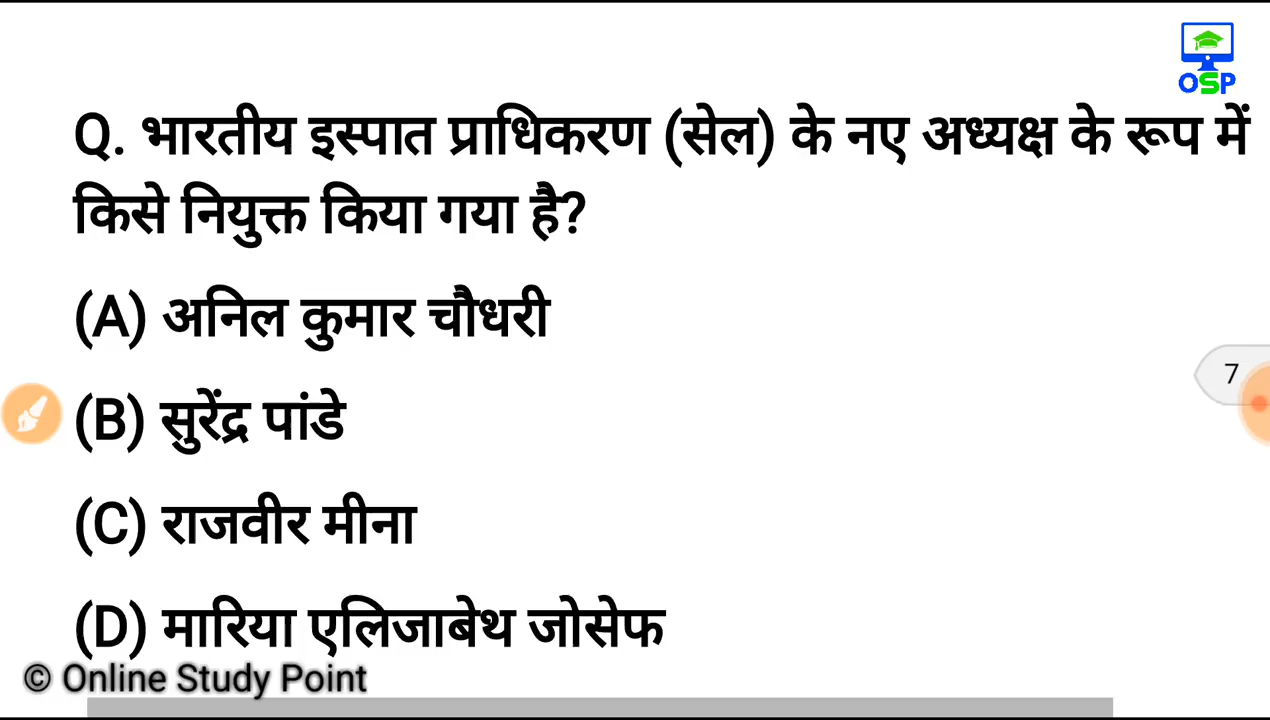 OSP
Q. भारतीय इस्पात प्राधिकरण (सेल) के नए अध्यक्ष के रूप में
किसे नियुक्त किया गया है?
(A) अनिल कुमार चौधरी
7
(B) सुरेंद्र पांडे
(C) राजवीर मीना
(D) मारिया एलिजाबेथ जोसेफ
© Online Study Point